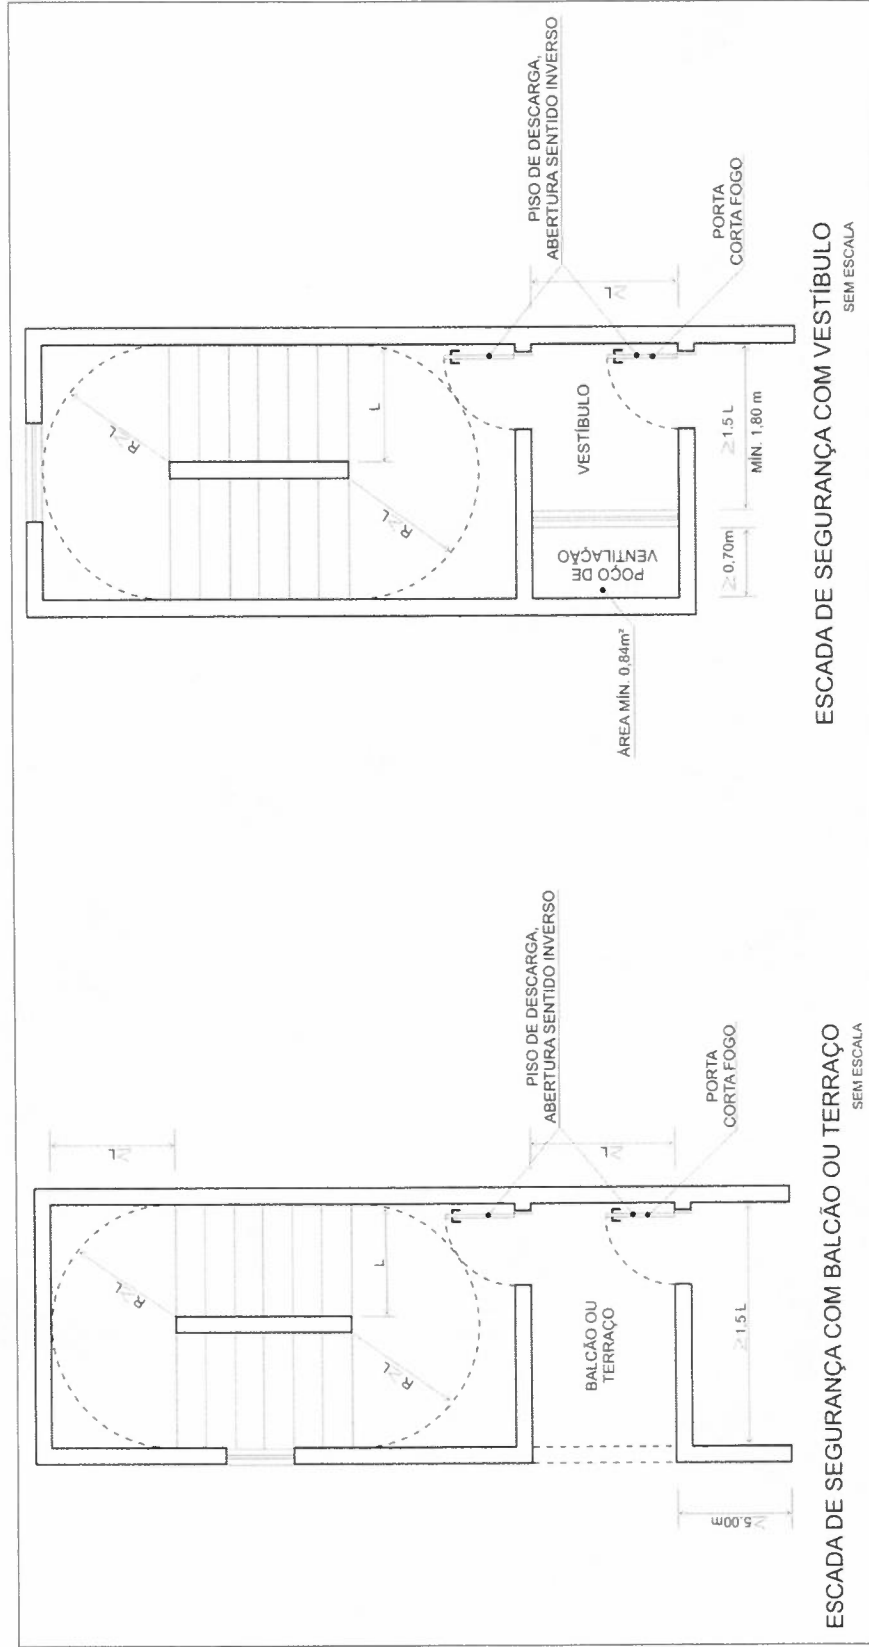 PISO DE DESCARGA,
ABERTURA SENTIDO INVERSO
≥ L
PORTA
CORTA FOGO
R ≥ L
L
R ≥ L
VESTÍBULO
POÇO DE
VENTILAÇÃO
≥ 1.5 L
MÍN. 1,80 m
≥ 0,70m
ÁREA MÍN. 0,84m²
ESCADA DE SEGURANÇA COM VESTÍBULO
SEM ESCALA
PISO DE DESCARGA,
ABERTURA SENTIDO INVERSO
≥ L
≥ L
PORTA
CORTA FOGO
R ≥ L
L
R ≥ L
BALCÃO OU
TERRAÇO
≥ 1.5 L
≥ 5.00m
ESCADA DE SEGURANÇA COM BALCÃO OU TERRAÇO
SEM ESCALA